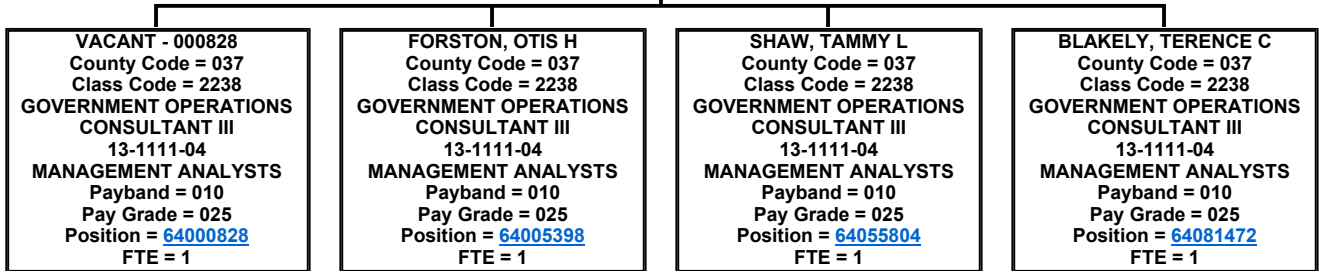 VACANT - 000828
County Code = 037
Class Code = 2238
GOVERNMENT OPERATIONS
CONSULTANT III
13-1111-04
MANAGEMENT ANALYSTS
Payband = 010
Pay Grade = 025
Position = 64000828
FTE = 1
FORSTON, OTIS H
County Code = 037
Class Code = 2238
GOVERNMENT OPERATIONS
CONSULTANT III
13-1111-04
MANAGEMENT ANALYSTS
Payband = 010
Pay Grade = 025
Position = 64005398
FTE = 1
SHAW, TAMMY L
County Code = 037
Class Code = 2238
GOVERNMENT OPERATIONS
CONSULTANT III
13-1111-04
MANAGEMENT ANALYSTS
Payband = 010
Pay Grade = 025
Position = 64055804
FTE = 1
BLAKELY, TERENCE C
County Code = 037
Class Code = 2238
GOVERNMENT OPERATIONS
CONSULTANT III
13-1111-04
MANAGEMENT ANALYSTS
Payband = 010
Pay Grade = 025
Position = 64081472
FTE = 1